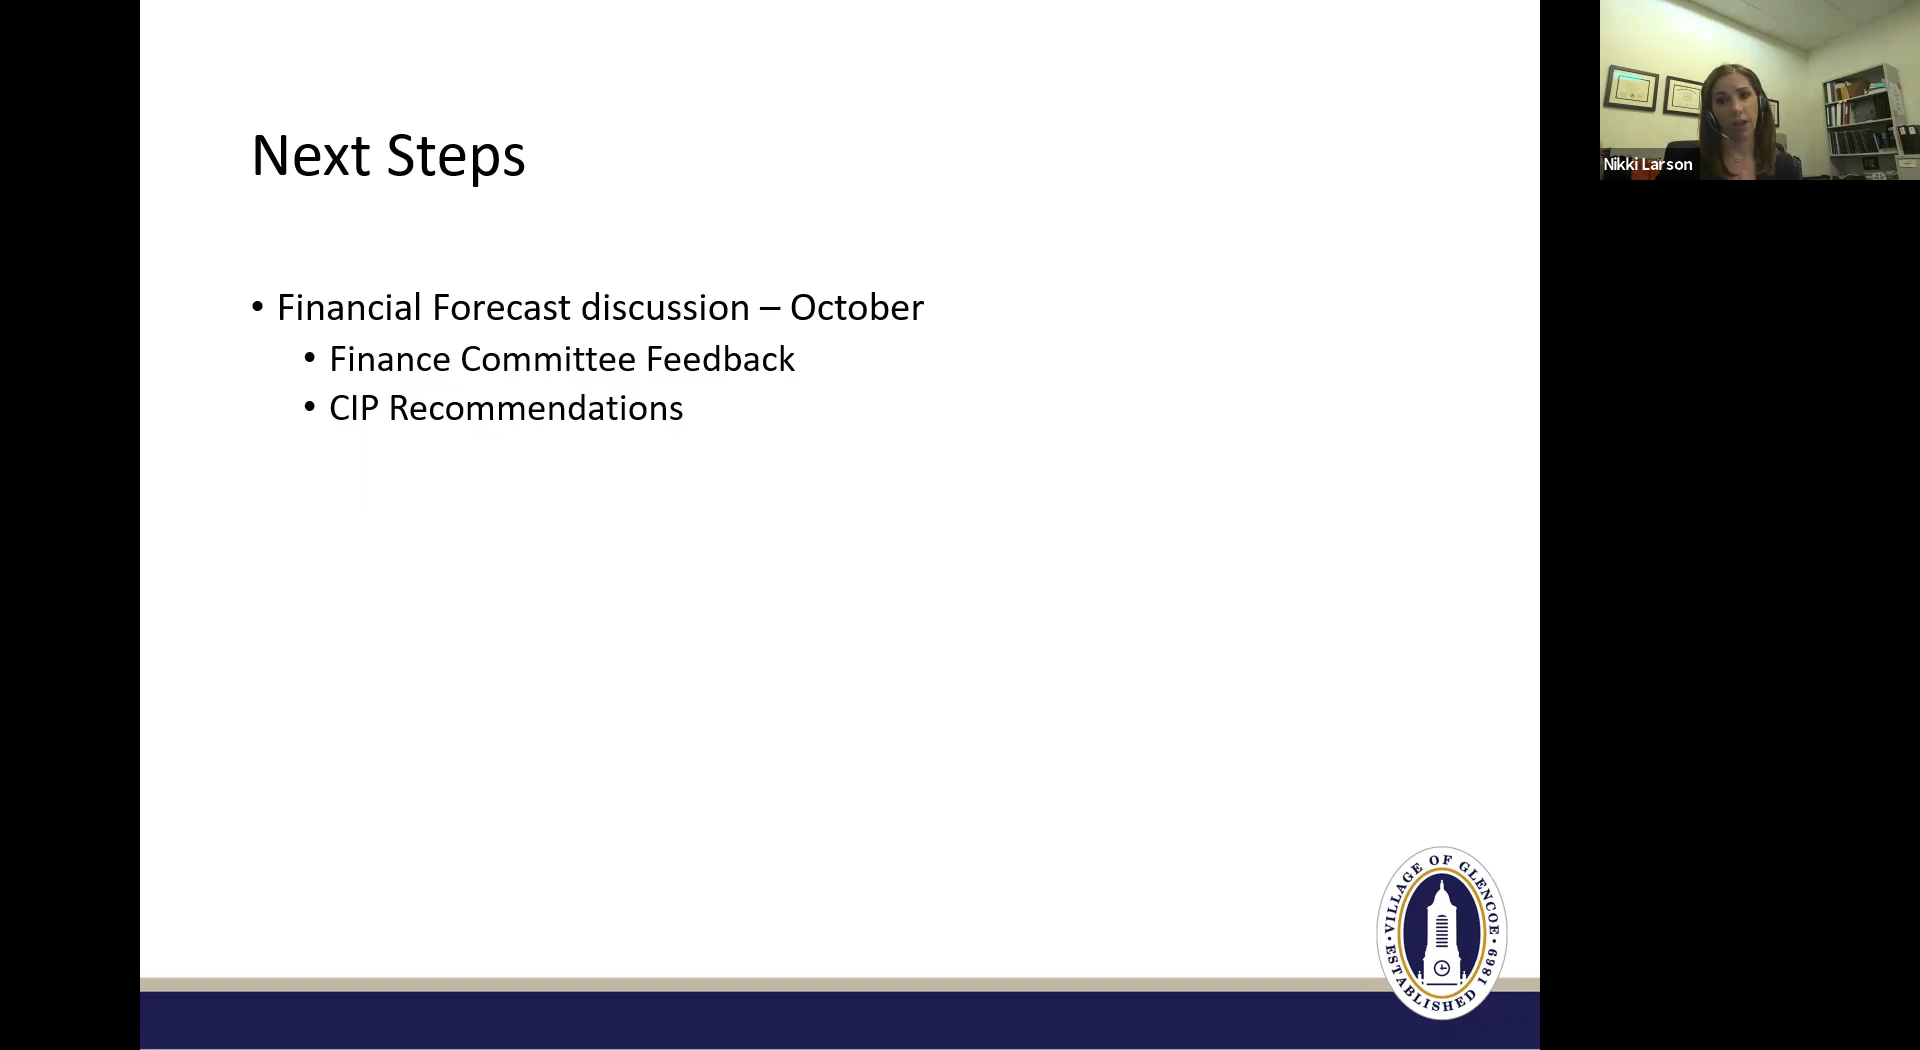 Next Steps
• Financial Forecast discussion – October
• Finance Committee Feedback
• CIP Recommendations
Nikki Larson
VILLAGE OF GLENCOE
ESTABLISHED 1869